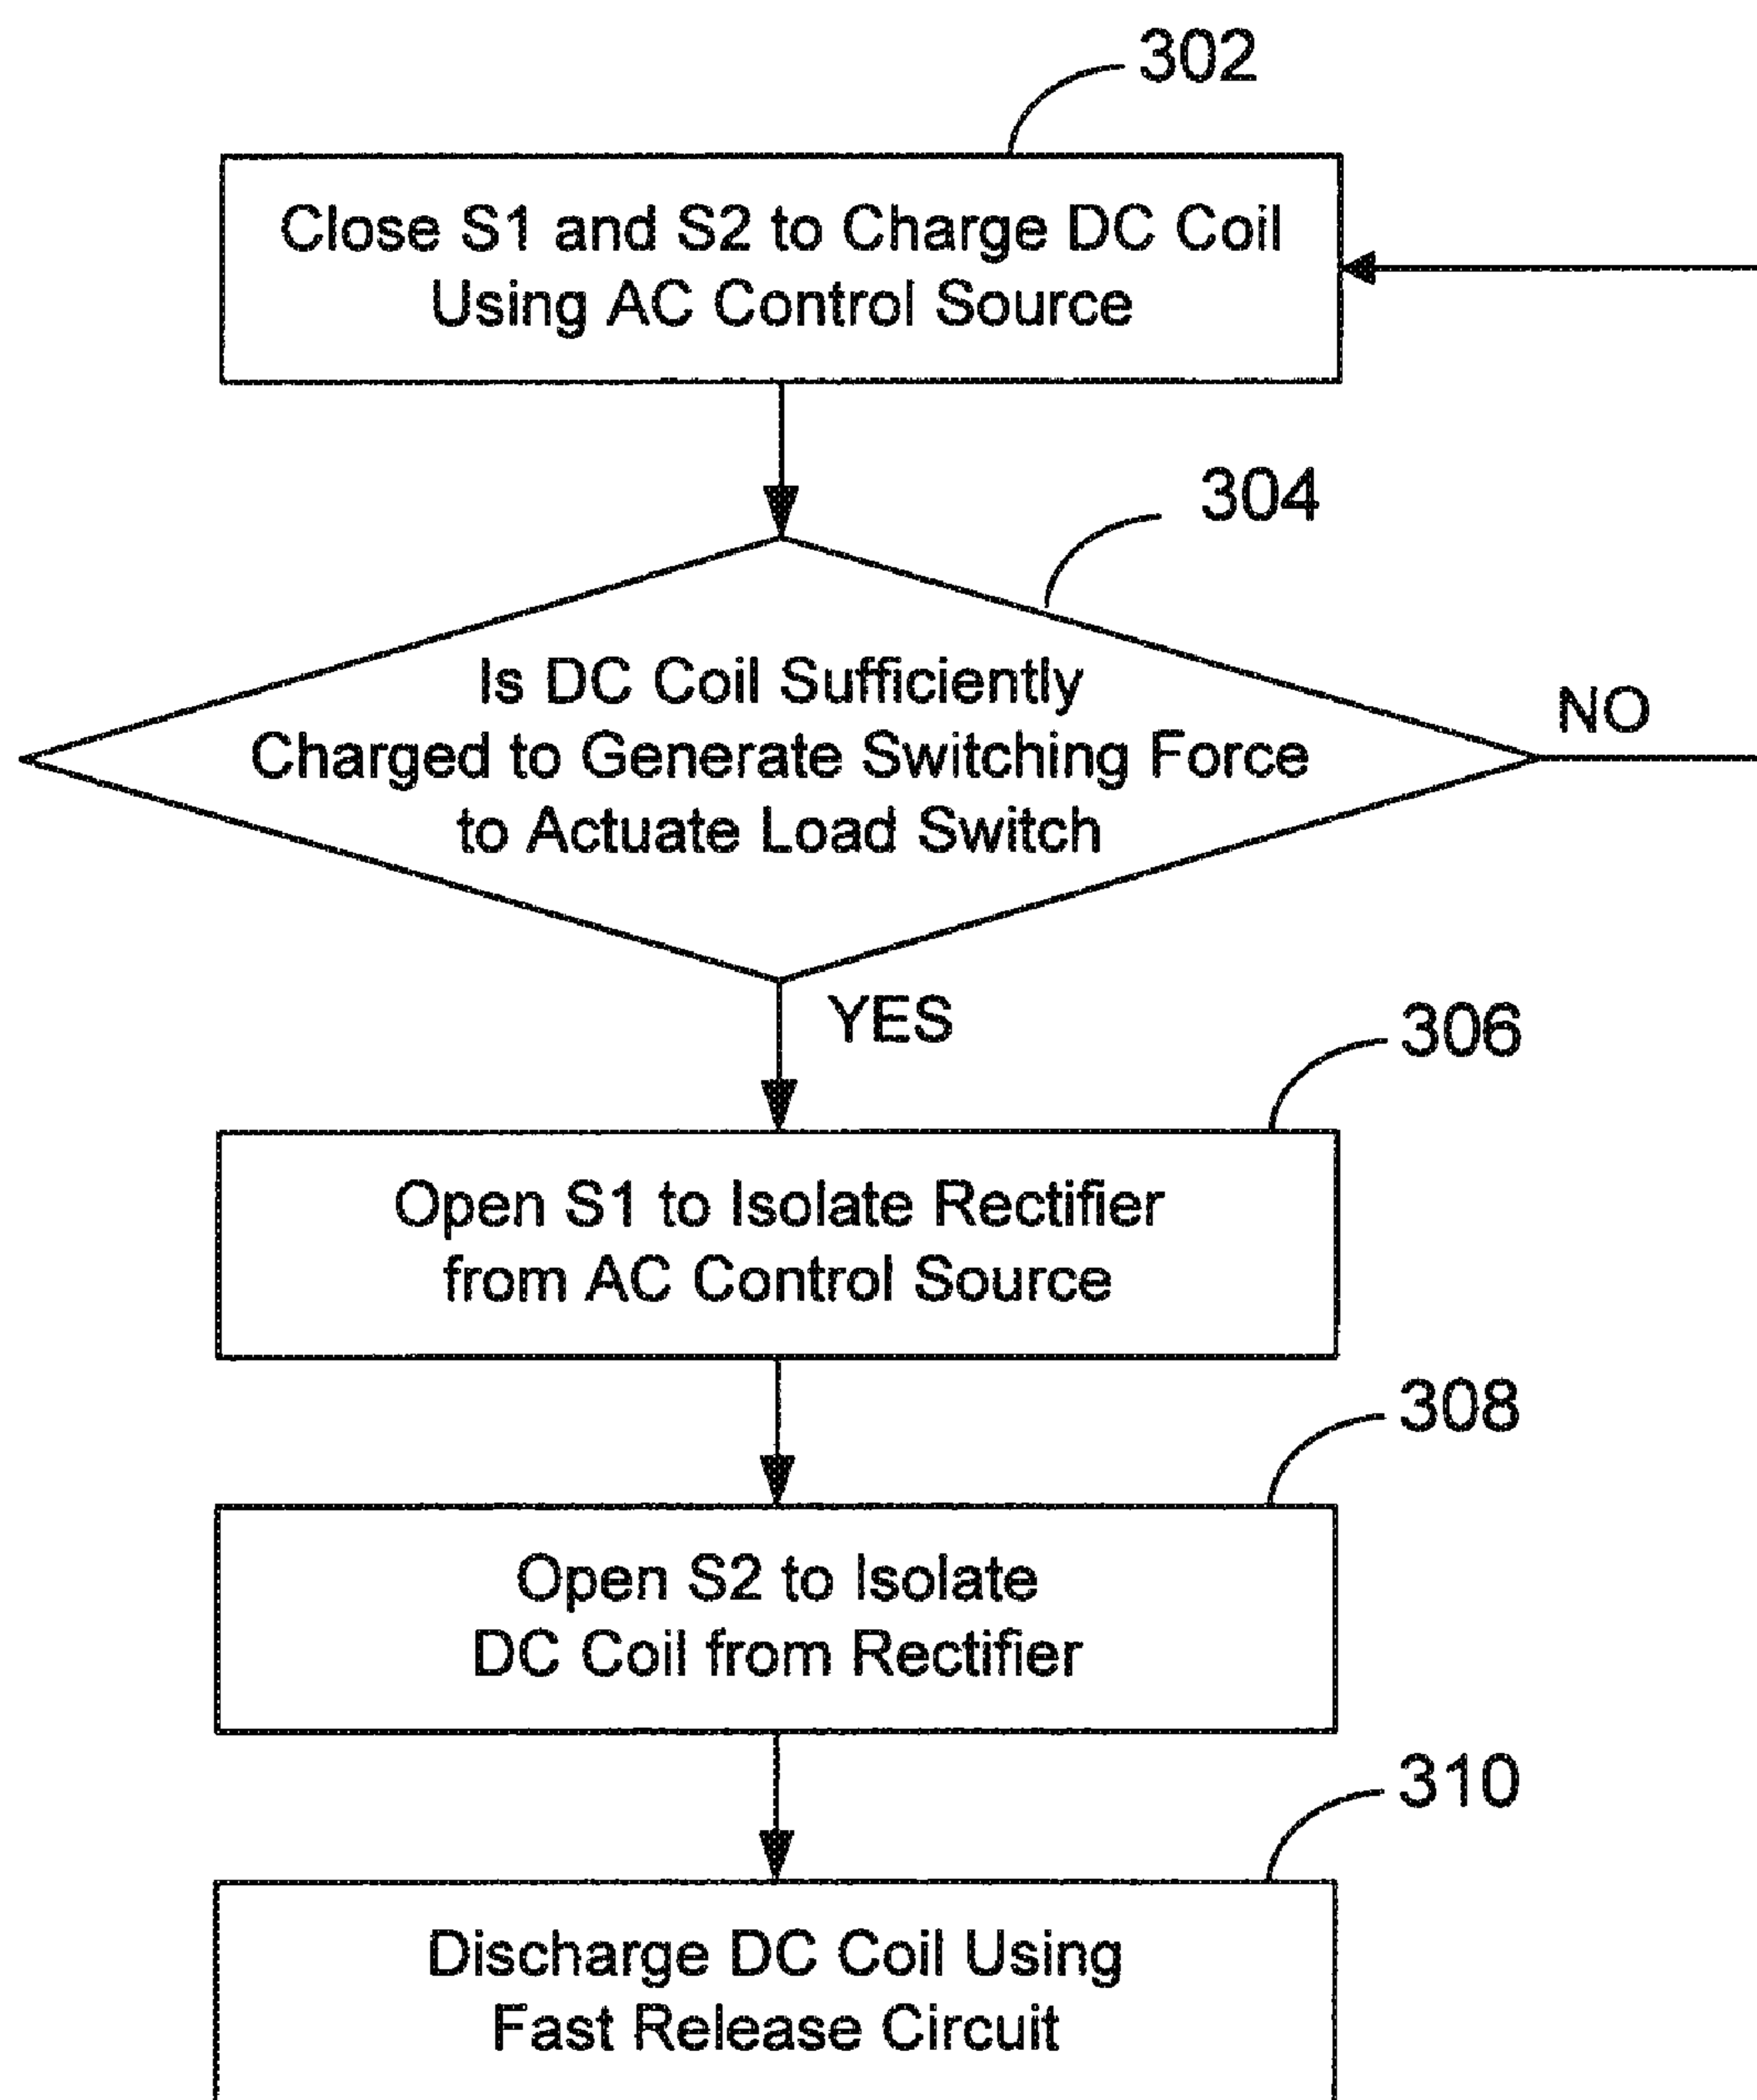 302
Close S1 and S2 to Charge DC Coil
Using AC Control Source
304
Is DC Coil Sufficiently
Charged to Generate Switching Force
to Actuate Load Switch
NO
YES
306
Open S1 to Isolate Rectifier
from AC Control Source
308
Open S2 to Isolate
DC Coil from Rectifier
310
Discharge DC Coil Using
Fast Release Circuit